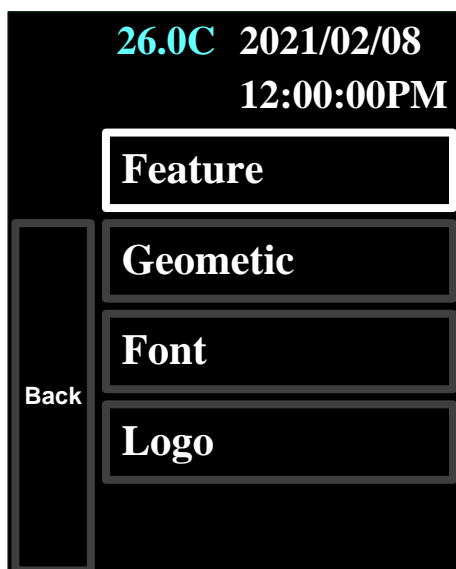 26.0C 2021/02/08
12:00:00PM
Feature
Geometic
Font
Back
Logo